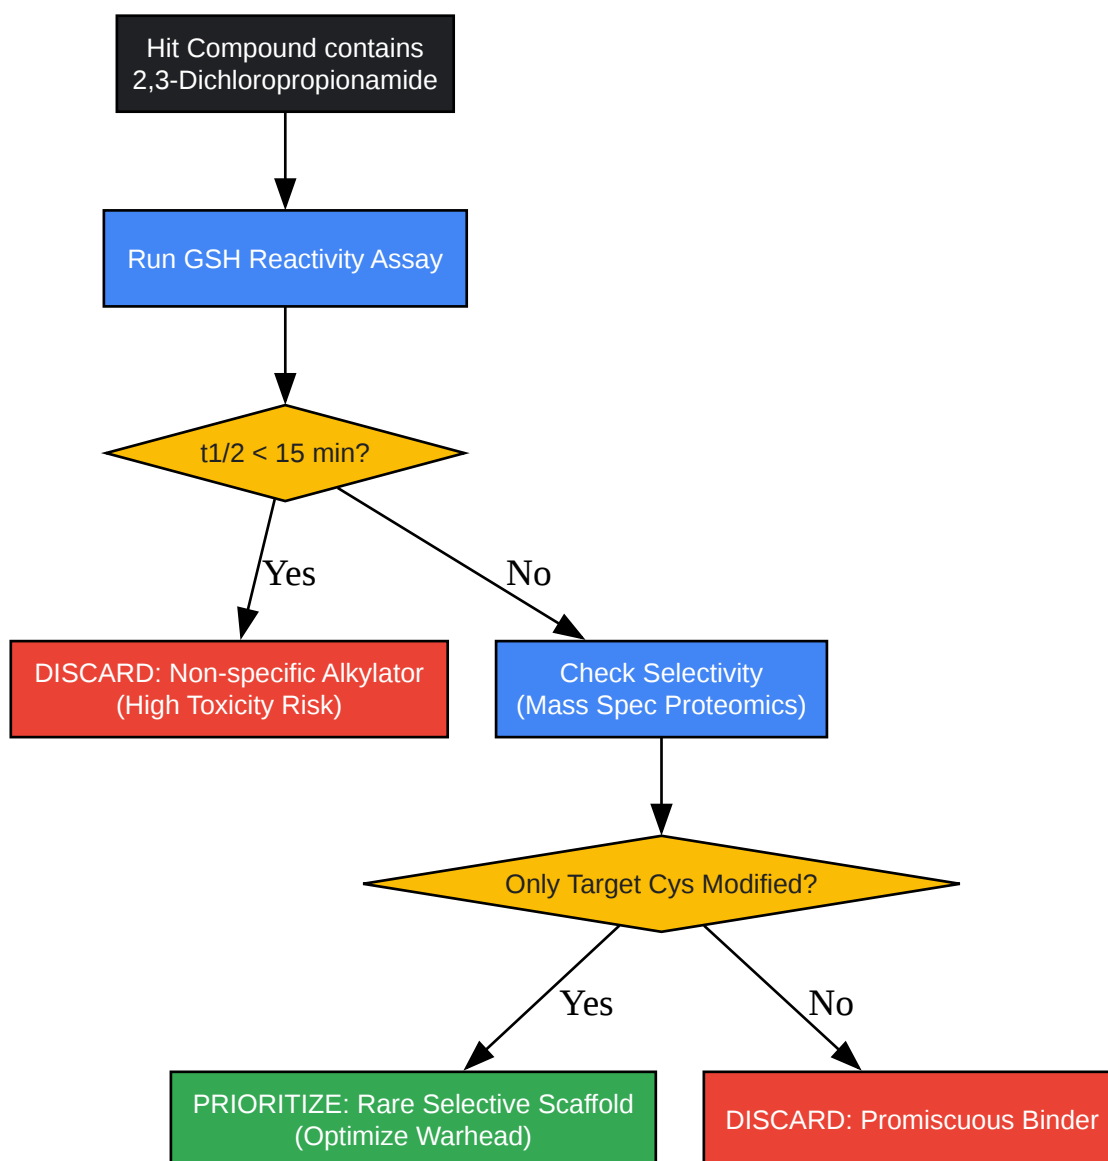 Hit Compound contains
2,3-Dichloropropionamide
Run GSH Reactivity Assay
t1/2 < 15 min?
Yes
No
DISCARD: Non-specific Alkylator
(High Toxicity Risk)
Check Selectivity
(Mass Spec Proteomics)
Only Target Cys Modified?
Yes
No
PRIORITIZE: Rare Selective Scaffold
(Optimize Warhead)
DISCARD: Promiscuous Binder